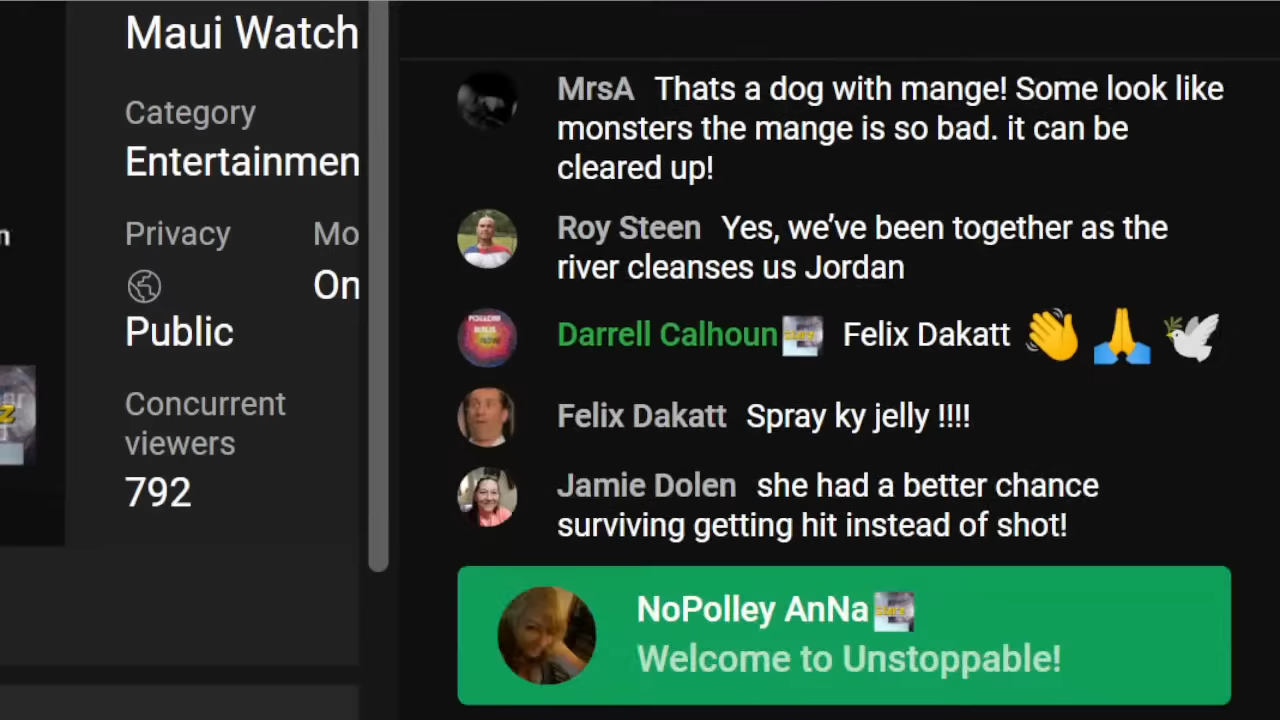 Maui Watch
Category
Entertainmen
Privacy
Mo
On
Public
Concurrent
viewers
792
MrsA Thats a dog with mange! Some look like
monsters the mange is so bad. it can be
cleared up!
Roy Steen Yes, we’ve been together as the
river cleanses us Jordan
Darrell Calhoun Felix Dakatt 👋 🙏 🕊
Felix Dakatt Spray ky jelly !!!!
Jamie Dolen she had a better chance
surviving getting hit instead of shot!
NoPolley AnNa
Welcome to Unstoppable!